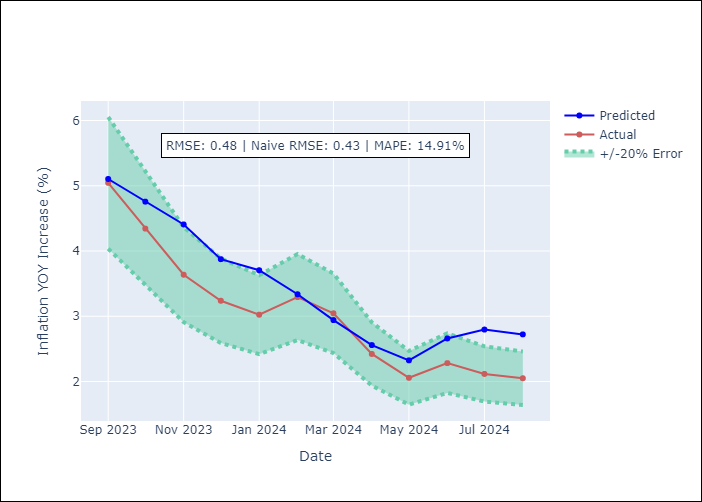 RMSE: 0.48 | Naive RMSE: 0.43 | MAPE: 14.91%
Predicted
Actual
+/-20% Error
Inflation YOY Increase (%)
6
5
4
3
2
Sep 2023
Nov 2023
Jan 2024
Mar 2024
May 2024
Jul 2024
Date